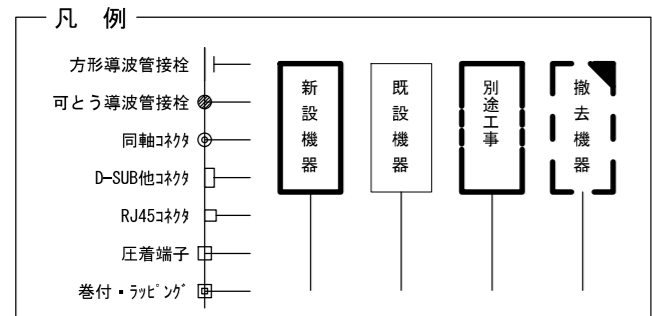 凡 例
方形導波管接栓
可とう導波管接栓
同軸ｺﾈｸﾀ
D-SUB他ｺﾈｸﾀ
RJ45ｺﾈｸﾀ
圧着端子
巻付・ﾗｯﾋﾟﾝｸﾞ
新設機器
既設機器
別途工事
撤去機器